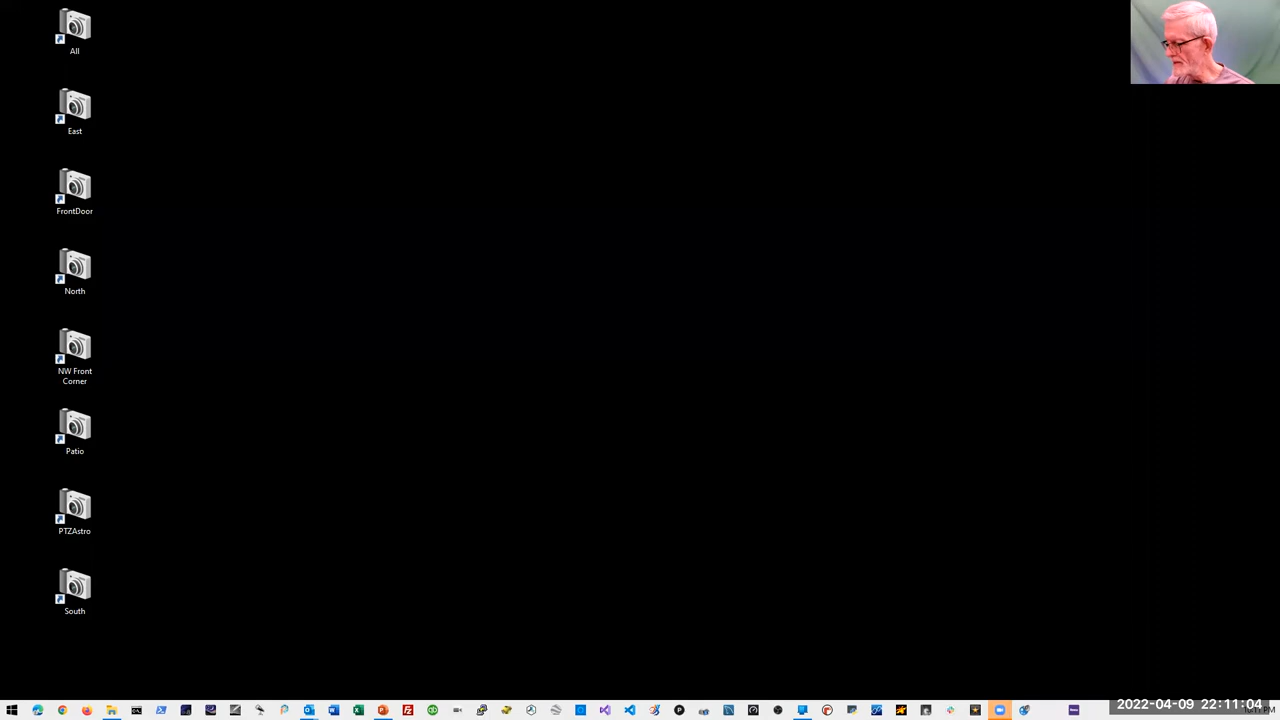 All
East
FrontDoor
North
NW Front
Corner
Patio
PTZAstro
South
2022-04-09 22:11:04